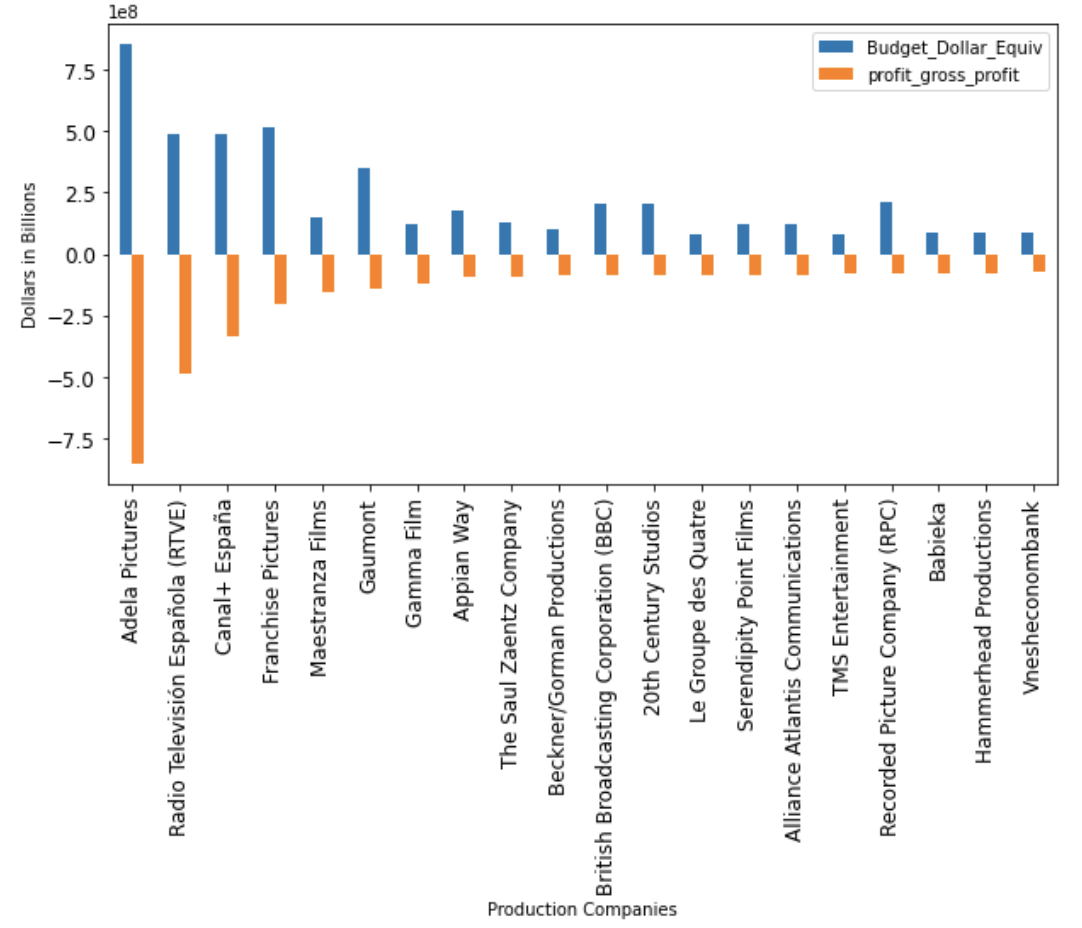 1e8
Budget_Dollar_Equiv
profit_gross_profit
7.5
5.0
2.5
0.0
−2.5
−5.0
−7.5
Dollars in Billions
Adela Pictures
Radio Televisión Española (RTVE)
Canal+ España
Franchise Pictures
Maestranza Films
Gaumont
Gamma Film
Appian Way
The Saul Zaentz Company
Beckner/Gorman Productions
British Broadcasting Corporation (BBC)
20th Century Studios
Le Groupe des Quatre
Serendipity Point Films
Alliance Atlantis Communications
TMS Entertainment
Recorded Picture Company (RPC)
Babieka
Hammerhead Productions
Vnesheconombank
Production Companies